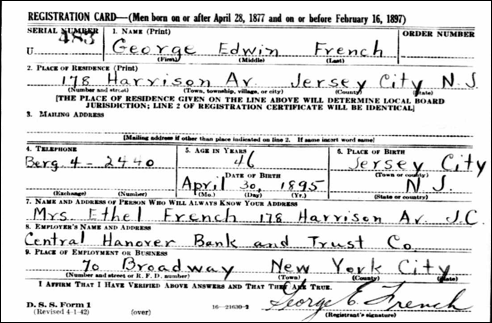 REGISTRATION CARD—(Men born on or after April 28, 1877 and on or before February 16, 1897)
SERIAL NUMBER 1. NAME (Print) ORDER NUMBER
U 483 George Edwin French
(First) (Middle) (Last)
2. PLACE OF RESIDENCE (Print)
178 Harrison Av. Jersey City N.J.
(Number and street) (Town, township, village, or city) (County) (State)
[THE PLACE OF RESIDENCE GIVEN ON THE LINE ABOVE WILL DETERMINE LOCAL BOARD
JURISDICTION; LINE 2 OF REGISTRATION CERTIFICATE WILL BE IDENTICAL]
3. MAILING ADDRESS
[Mailing address if other than place indicated on line 2. If same insert word same]
4. TELEPHONE 5. AGE IN YEARS 6. PLACE OF BIRTH
Berg 4-2440 46 Jersey City
DATE OF BIRTH (Town or county)
April 30, 1895 N.J.
(Exchange) (Number) (Mo.) (Day) (Yr.) (State or country)
7. NAME AND ADDRESS OF PERSON WHO WILL ALWAYS KNOW YOUR ADDRESS
Mrs. Ethel French 178 Harrison Av. J.C.
8. EMPLOYER'S NAME AND ADDRESS
Central Hanover Bank and Trust Co.
9. PLACE OF EMPLOYMENT OR BUSINESS
70 Broadway New York City
(Number and street or R. F. D. number) (Town) (County) (State)
I AFFIRM THAT I HAVE VERIFIED ABOVE ANSWERS AND THAT THEY ARE TRUE.
George E. French
D. S. S. Form 1 16—21630-2 (Registrant's signature)
(Revised 4-1-42) (over)